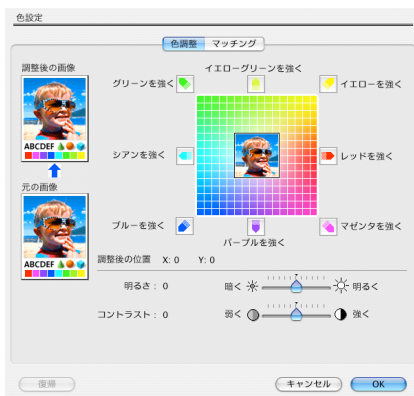 色設定
色調整 マッチング
調整後の画像
イエローグリーンを強く
グリーンを強く
イエローを強く
ABCDEF
シアンを強く
レッドを強く
元の画像
ブルーを強く
マゼンタを強く
パープルを強く
ABCDEF
調整後の位置 X: 0 Y: 0
明るさ： 0 暗く 明るく
コントラスト： 0 弱く 強く
復帰 キャンセル OK